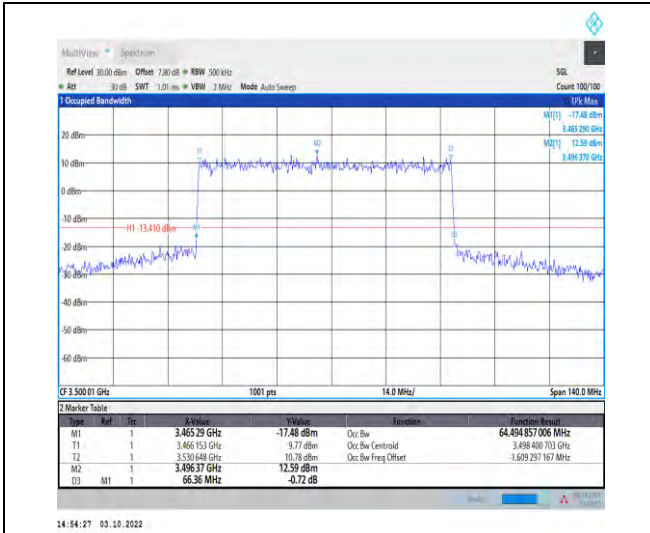 MultiView Spectrum
Ref Level 30.00 dBm Offset 7.80 dB RBW 500 kHz SGL
Att 30 dB SWT 1.01 ms VBW 2 MHz Mode Auto Sweep Count 100/100
1 Occupied Bandwidth 1Pk Max
M1[1] -17.48 dBm
3.465 290 GHz
20 dBm M2[1] 12.59 dBm
M2 3.496 370 GHz
T1 T2
10 dBm
0 dBm
-10 dBm
H1 -13.410 dBm M1
D3
-20 dBm
-30 dBm
-40 dBm
-50 dBm
-60 dBm
CF 3.500 01 GHz 1001 pts 14.0 MHz/ Span 140.0 MHz
2 Marker Table
Type Ref Trc X-Value Y-Value Function Function Result
M1 1 3.465 29 GHz -17.48 dBm Occ Bw 64.494 857 006 MHz
T1 1 3.466 153 GHz 9.77 dBm Occ Bw Centroid 3.498 400 703 GHz
T2 1 3.530 648 GHz 10.78 dBm Occ Bw Freq Offset -1.609 297 167 MHz
M2 1 3.496 37 GHz 12.59 dBm
D3 M1 1 66.36 MHz -0.72 dB
14:54:27 03.10.2022